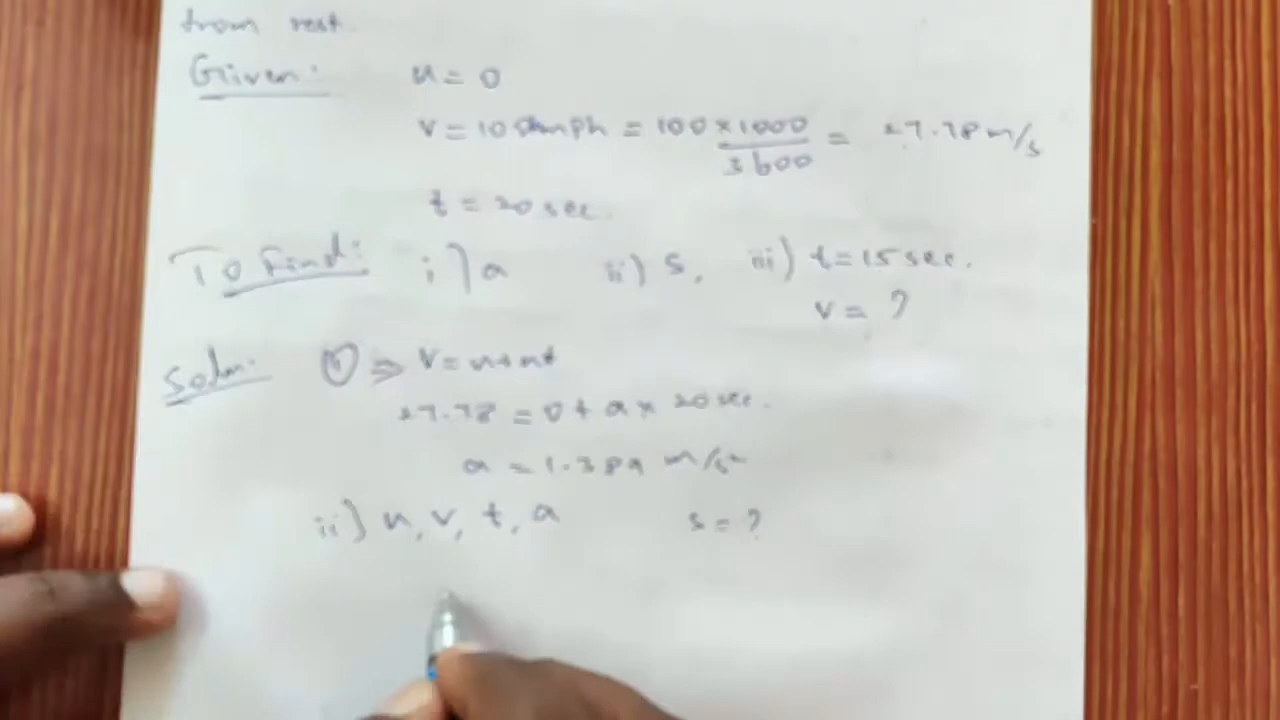 from rest.
Given: u = 0
v = 100kmph = 100 x 1000 / 3600 = 27.78 m/s
t = 20 sec.
To Find: i) a ii) s, iii) t = 15 sec.
v = ?
Soln: i) ⇒ v = u + at
27.78 = 0 + a x 20 sec.
a = 1.389 m/s²
ii) u, v, t, a s = ?